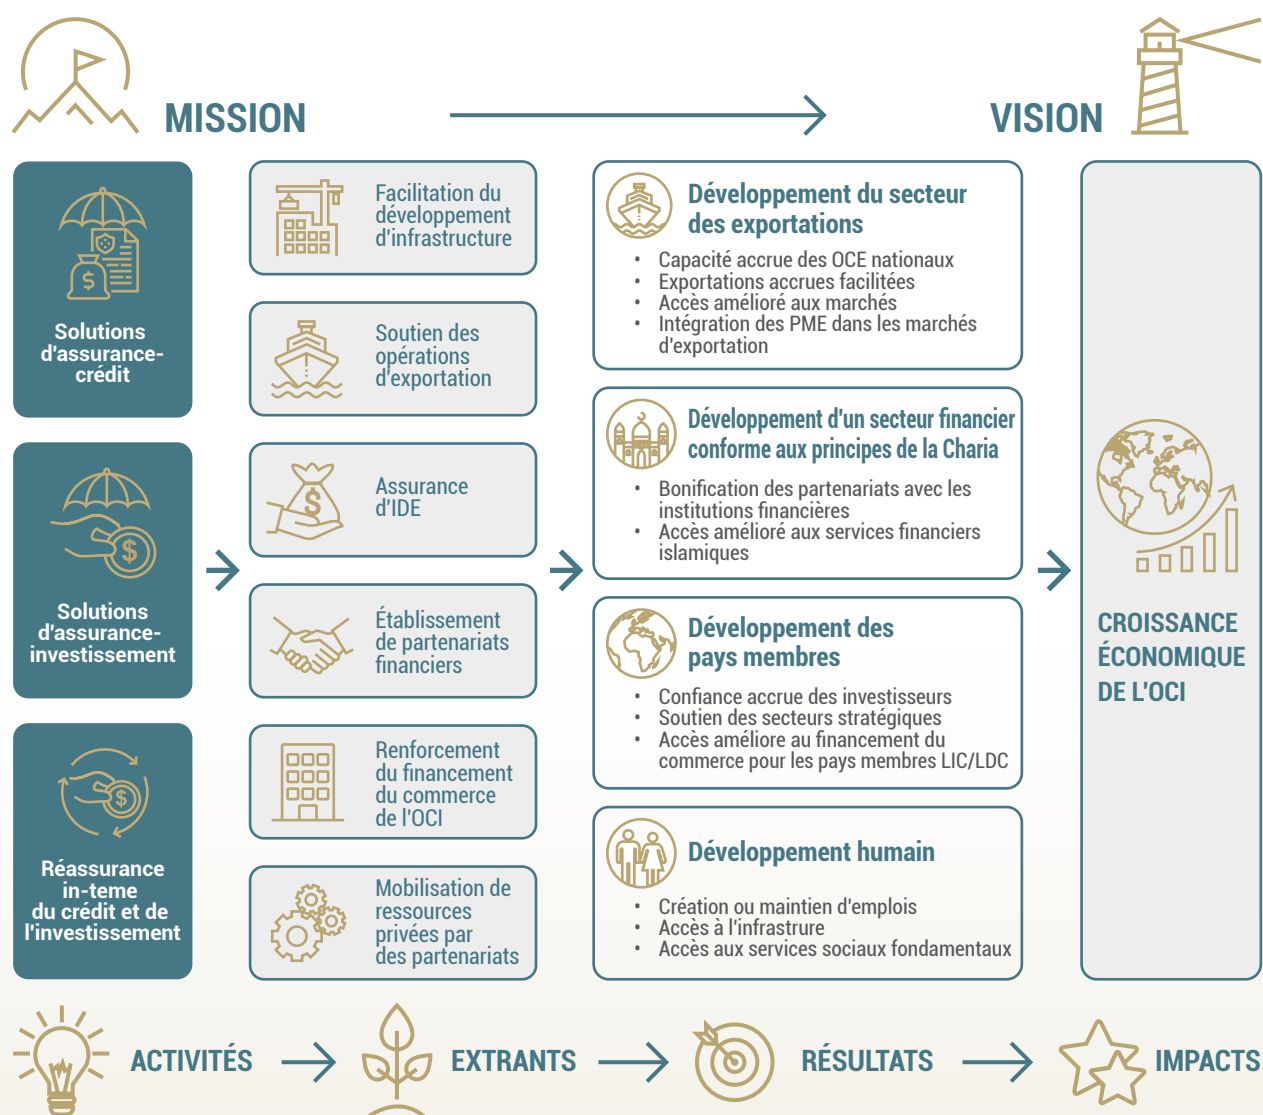 MISSION
VISION
Solutions
d'assurance-
crédit
Solutions
d'assurance-
investissement
Réassurance
in-teme
du crédit et de
l'investissement
Facilitation du
développement
d'infrastructure
Soutien des
opérations
d'exportation
Assurance
d'IDE
Établissement
de partenariats
financiers
Renforcement
du financement
du commerce
de l'OCI
Mobilisation de
ressources
privées par
des partenariats
Développement du secteur
des exportations
• Capacité accrue des OCE nationaux
• Exportations accrues facilitées
• Accès amélioré aux marchés
• Intégration des PME dans les marchés
d'exportation
Développement d'un secteur financier
conforme aux principes de la Charia
• Bonification des partenariats avec les
institutions financières
• Accès amélioré aux services financiers
islamiques
Développement des
pays membres
• Confiance accrue des investisseurs
• Soutien des secteurs stratégiques
• Accès améliore au financement du
commerce pour les pays membres LIC/LDC
Développement humain
• Création ou maintien d'emplois
• Accès à l'infrastrure
• Accès aux services sociaux fondamentaux
CROISSANCE
ÉCONOMIQUE
DE L'OCI
ACTIVITÉS
EXTRANTS
RÉSULTATS
IMPACTS